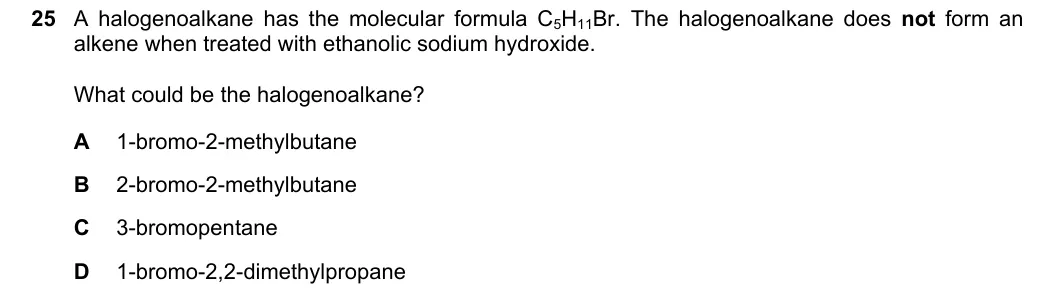 25 A halogenoalkane has the molecular formula C₅H₁₁Br. The halogenoalkane does not form an
alkene when treated with ethanolic sodium hydroxide.
What could be the halogenoalkane?
A 1-bromo-2-methylbutane
B 2-bromo-2-methylbutane
C 3-bromopentane
D 1-bromo-2,2-dimethylpropane